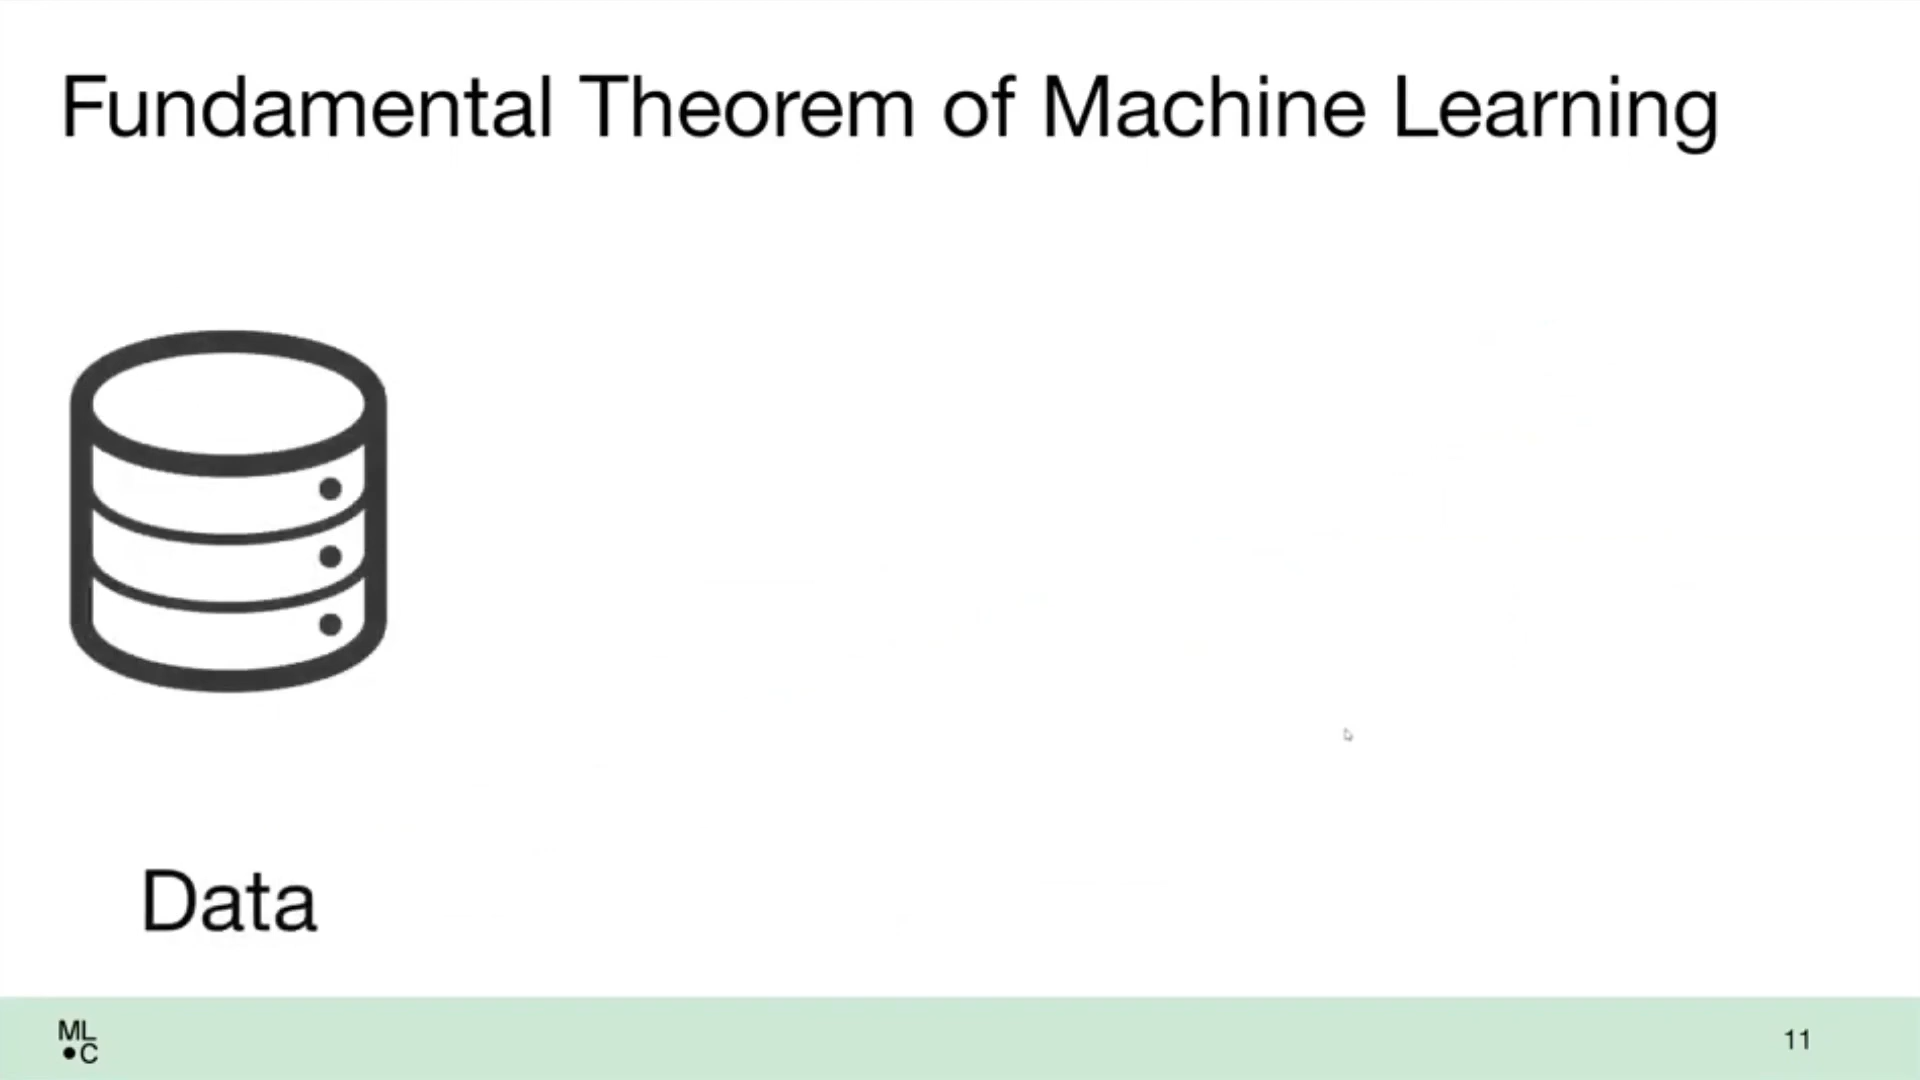 Fundamental Theorem of Machine Learning
Data
ML
•C
11